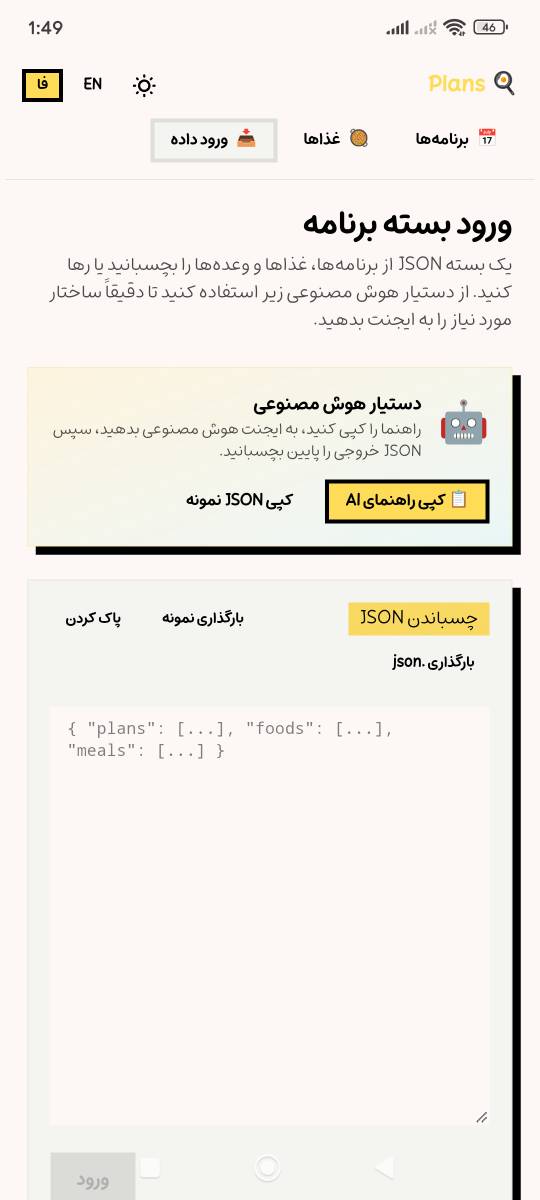 1:49
46
Plans
EN
فا
برنامه‌ها
غذاها
ورود داده
ورود بسته برنامه
یک بسته JSON از برنامه‌ها، غذاها و وعده‌ها را بچسبانید یا رها
کنید. از دستیار هوش مصنوعی زیر استفاده کنید تا دقیقاً ساختار
مورد نیاز را به ایجنت بدهید.
دستیار هوش مصنوعی
راهنما را کپی کنید، به ایجنت هوش مصنوعی بدهید، سپس
JSON خروجی را پایین بچسبانید.
کپی راهنمای AI
کپی JSON نمونه
چسباندن JSON
بارگذاری نمونه
پاک کردن
بارگذاری .json
{ "plans": [...], "foods": [...],
"meals": [...] }
ورود